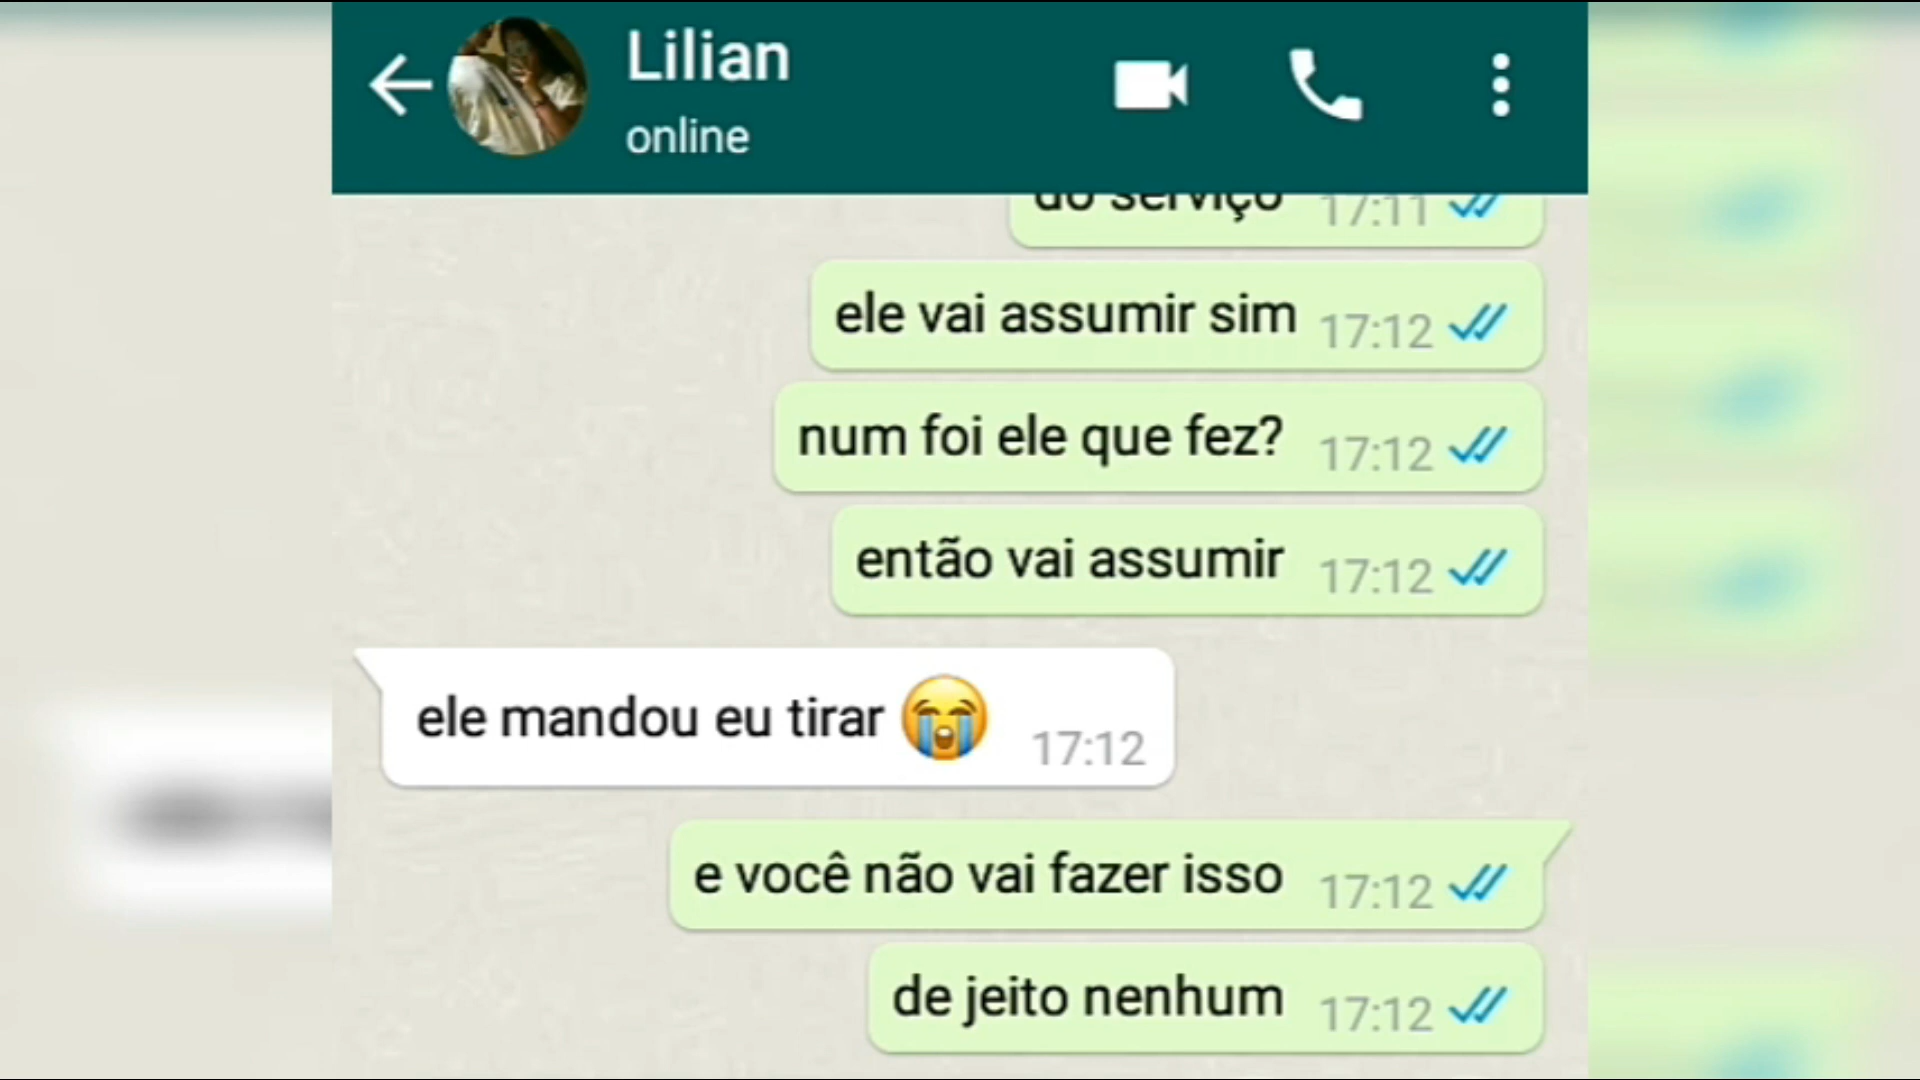 Lilian
online
do serviço 17:11
ele vai assumir sim 17:12
num foi ele que fez? 17:12
então vai assumir 17:12
ele mandou eu tirar 😭 17:12
e você não vai fazer isso 17:12
de jeito nenhum 17:12